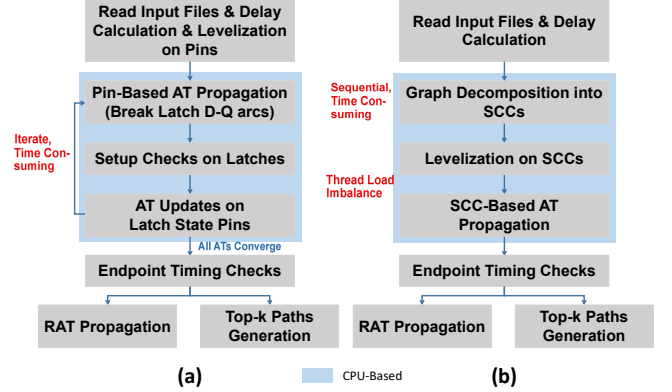 Read Input Files & Delay
Calculation & Levelization
on Pins
Pin-Based AT Propagation
(Break Latch D-Q arcs)
Iterate,
Time Con-
suming
Setup Checks on Latches
AT Updates on
Latch State Pins
All ATs Converge
Endpoint Timing Checks
RAT Propagation
Top-k Paths
Generation
(a)
Read Input Files & Delay
Calculation
Sequential,
Time Con-
suming
Graph Decomposition into
SCCs
Levelization on SCCs
Thread Load
Imbalance
SCC-Based AT
Propagation
Endpoint Timing Checks
RAT Propagation
Top-k Paths
Generation
(b)
CPU-Based